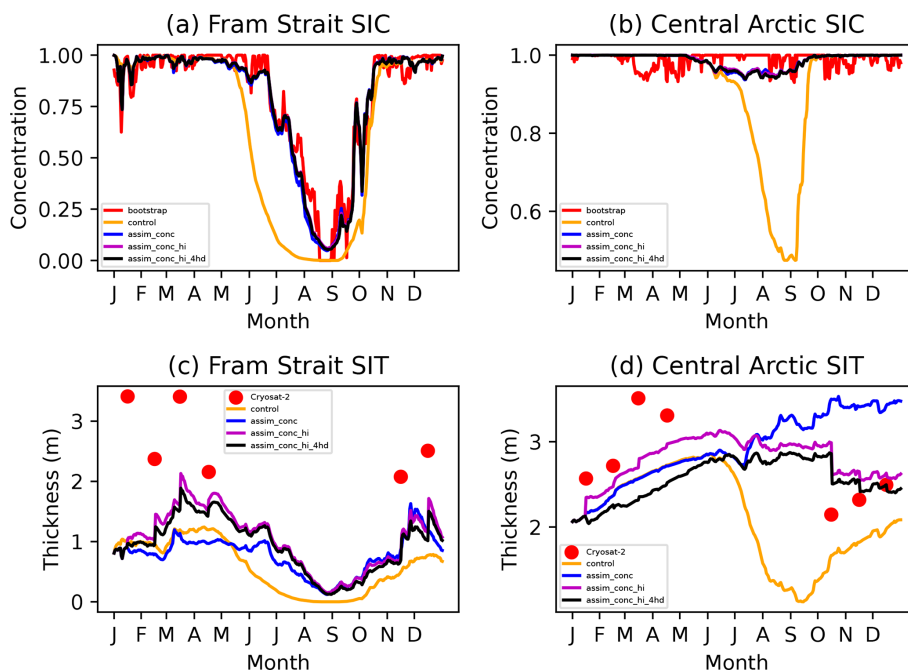 (a) Fram Strait SIC
1.00
0.75
0.50
0.25
0.00
Concentration
bootstrap
control
assim_conc
assim_conc_hi
assim_conc_hi_4hd
J F M A M J J A S O N D
Month
(b) Central Arctic SIC
1.0
0.8
0.6
Concentration
bootstrap
control
assim_conc
assim_conc_hi
assim_conc_hi_4hd
J F M A M J J A S O N D
Month
(c) Fram Strait SIT
3
2
1
0
Thickness (m)
Cryosat-2
control
assim_conc
assim_conc_hi
assim_conc_hi_4hd
J F M A M J J A S O N D
Month
(d) Central Arctic SIT
3
2
Thickness (m)
Cryosat-2
control
assim_conc
assim_conc_hi
assim_conc_hi_4hd
J F M A M J J A S O N D
Month